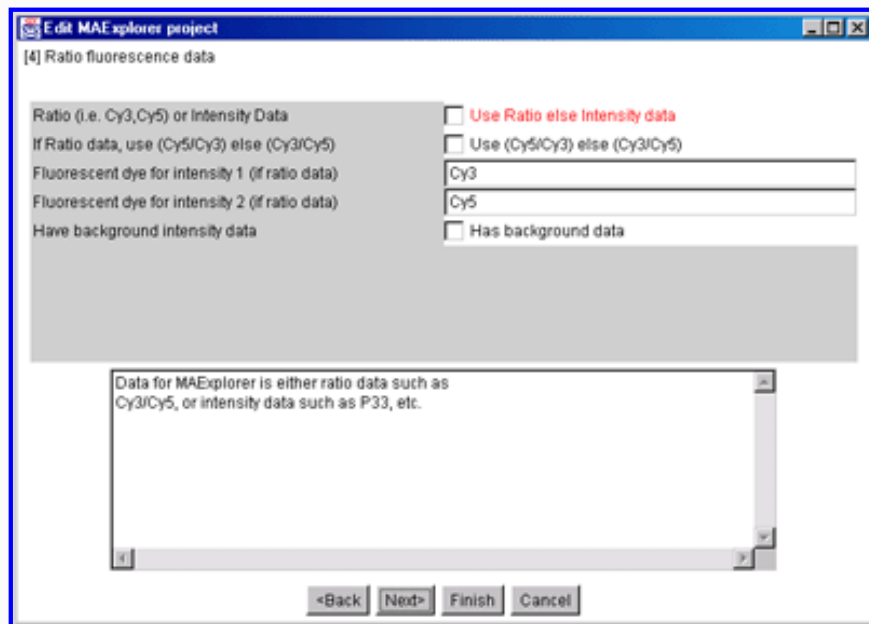 Edit MAExplorer project
[4] Ratio fluorescence data
Ratio (i.e. Cy3,Cy5) or Intensity Data Use Ratio else Intensity data
If Ratio data, use (Cy5/Cy3) else (Cy3/Cy5) Use (Cy5/Cy3) else (Cy3/Cy5)
Fluorescent dye for intensity 1 (if ratio data) Cy3
Fluorescent dye for intensity 2 (if ratio data) Cy5
Have background intensity data Has background data
Data for MAExplorer is either ratio data such as
Cy3/Cy5, or intensity data such as P33, etc.
<Back Next> Finish Cancel